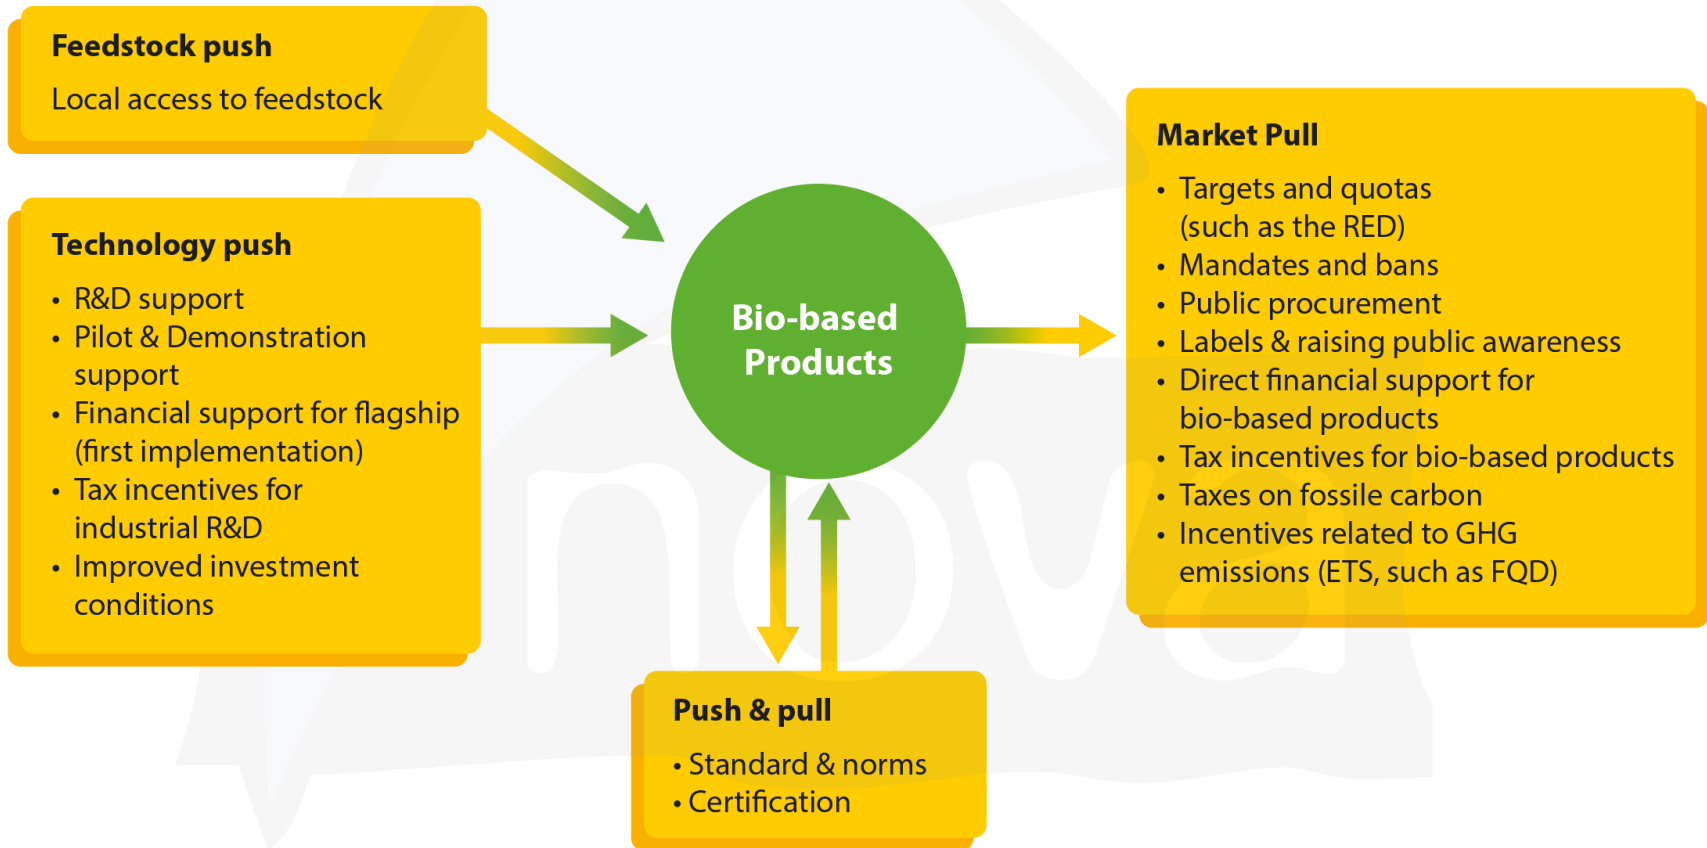 Feedstock push
Local access to feedstock
Technology push
• R&D support
• Pilot & Demonstration
support
• Financial support for flagship
(first implementation)
• Tax incentives for
industrial R&D
• Improved investment
conditions
Bio-based
Products
Market Pull
• Targets and quotas
(such as the RED)
• Mandates and bans
• Public procurement
• Labels & raising public awareness
• Direct financial support for
bio-based products
• Tax incentives for bio-based products
• Taxes on fossile carbon
• Incentives related to GHG
emissions (ETS, such as FQD)
Push & pull
• Standard & norms
• Certification
nova